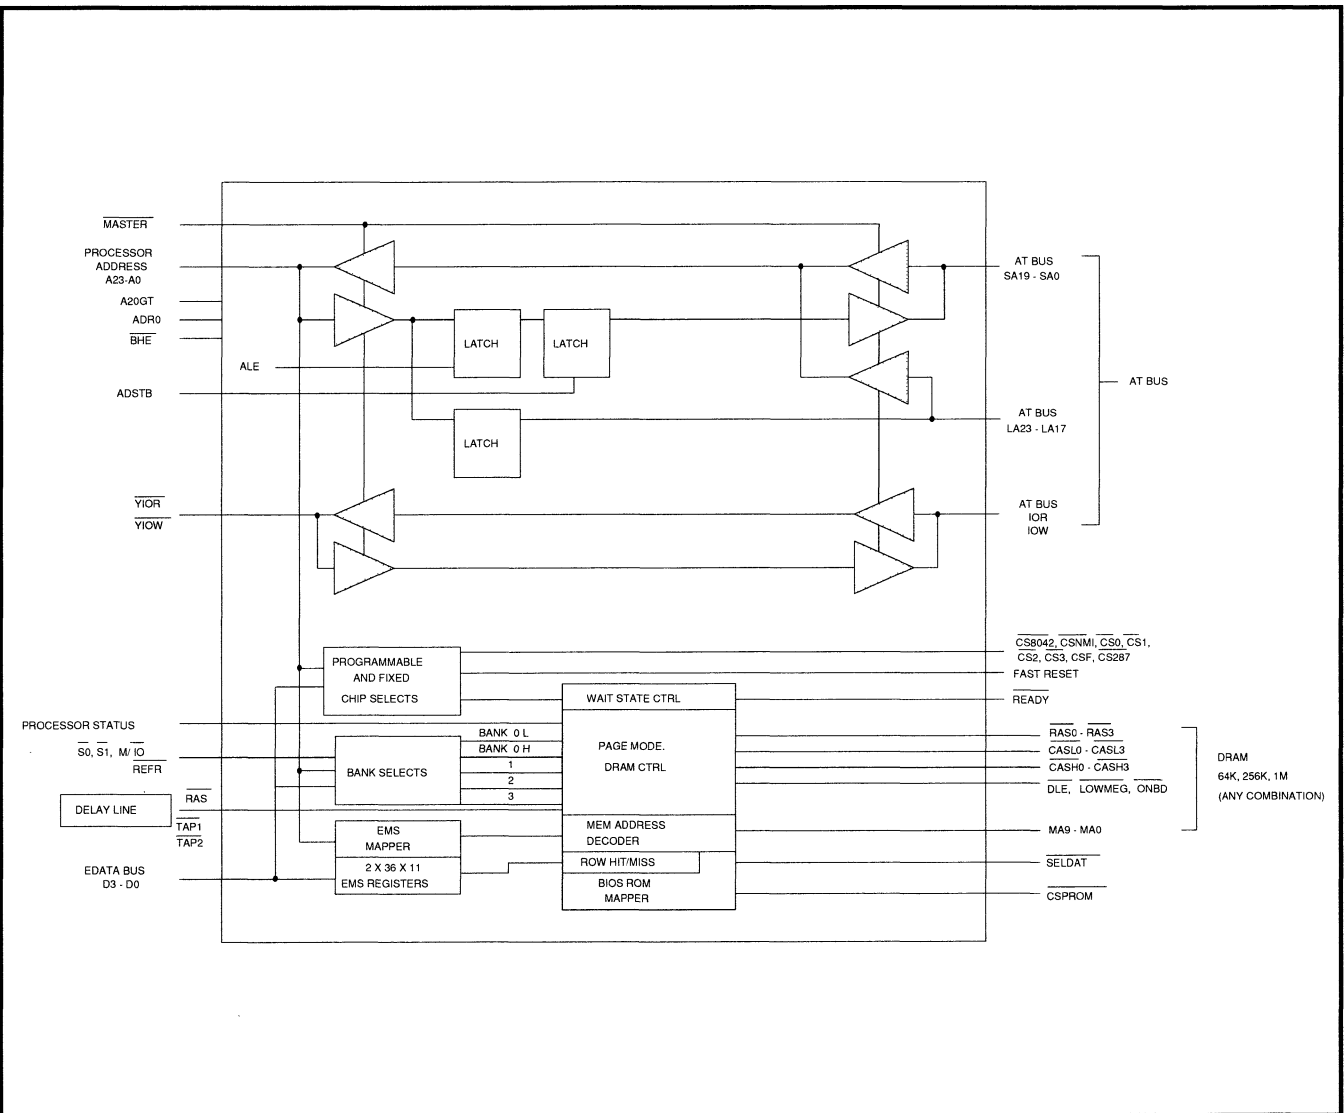 MASTER
PROCESSOR
ADDRESS
A23-A0
A20GT
ADR0
BHE
ALE
ADSTB
LATCH
LATCH
LATCH
AT BUS
SA19 - SA0
AT BUS
AT BUS
LA23 - LA17
YIOR
YIOW
AT BUS
IOR
IOW
PROGRAMMABLE
AND FIXED
CHIP SELECTS
CS8042, CSNMI, CS0, CS1,
CS2, CS3, CSF, CS287
FAST RESET
WAIT STATE CTRL
READY
PROCESSOR STATUS
S0, S1, M/ IO
REFR
BANK 0 L
BANK 0 H
1
2
3
BANK SELECTS
PAGE MODE.
DRAM CTRL
RAS0 - RAS3
CASL0 - CASL3
CASH0 - CASH3
DLE, LOWMEG, ONBD
DRAM
64K, 256K, 1M
(ANY COMBINATION)
DELAY LINE
RAS
TAP1
TAP2
EMS
MAPPER
2 X 36 X 11
EMS REGISTERS
MEM ADDRESS
DECODER
MA9 - MA0
ROW HIT/MISS
SELDAT
BIOS ROM
MAPPER
CSPROM
EDATA BUS
D3 - D0